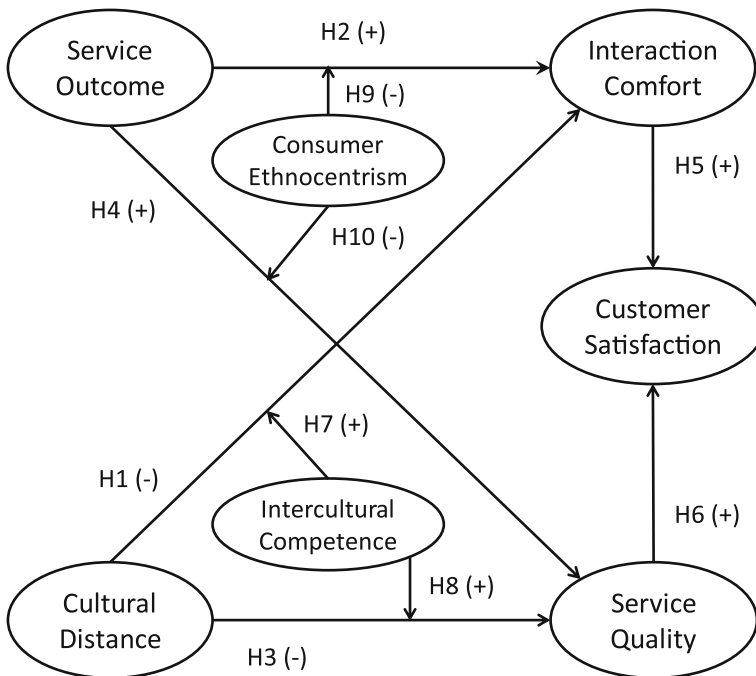 H2 (+)
Service
Outcome
Interaction
Comfort
H9 (-)
Consumer
Ethnocentrism
H5 (+)
H4 (+)
H10 (-)
Customer
Satisfaction
H7 (+)
H1 (-)
Intercultural
Competence
H6 (+)
H8 (+)
Cultural
Distance
Service
Quality
H3 (-)